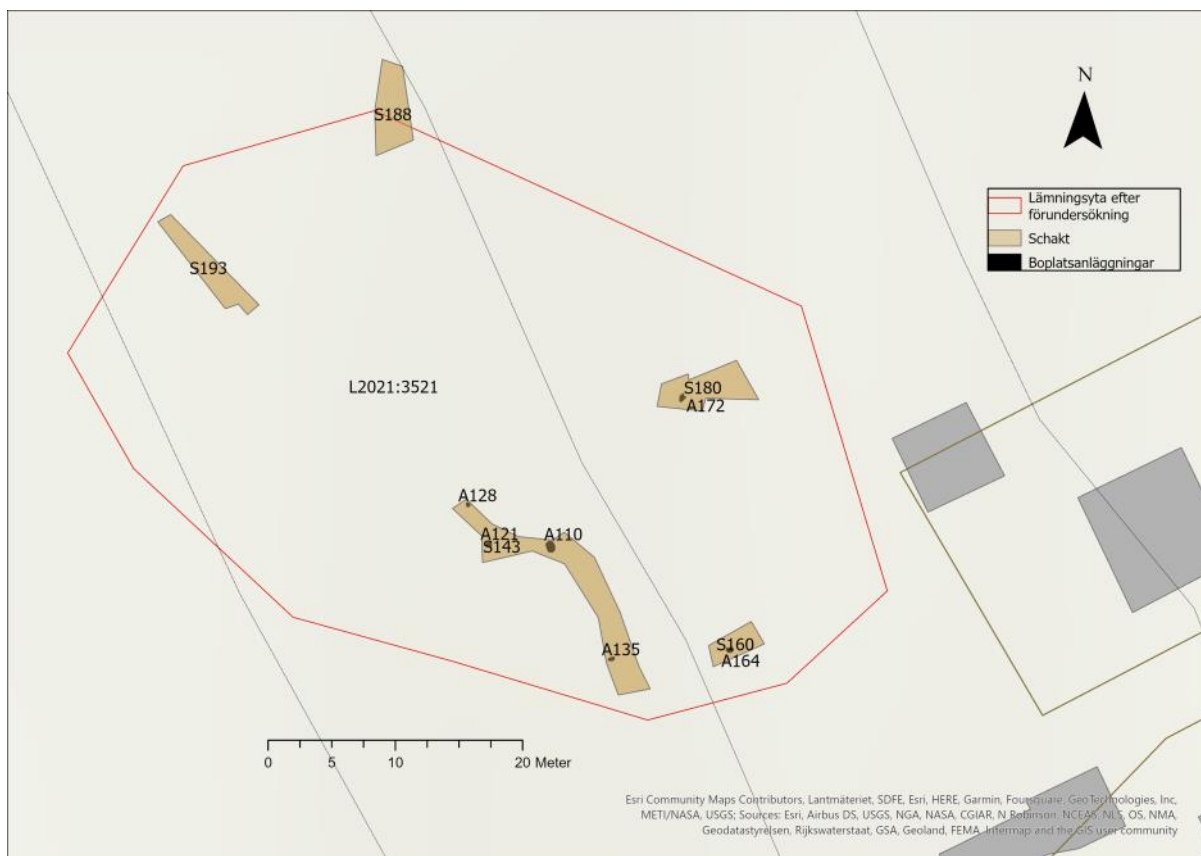 S188
N
Lämningsyta efter
förundersökning
Schakt
Boplatsanläggningar
S193
L2021:3521
S180
A172
A128
A121
A110
S143
A135
S160
A164
0 5 10 20 Meter
Esri Community Maps Contributors, Lantmäteriet, SDFE, Esri, HERE, Garmin, Foursquare, GeoTechnologies, Inc,
METI/NASA, USGS; Sources: Esri, Airbus DS, USGS, NGA, NASA, CGIAR, N Robinson, NCEAS, NLS, OS, NMA,
Geodatastyrelsen, Rijkswaterstaat, GSA, Geoland, FEMA, Intermap and the GIS user community